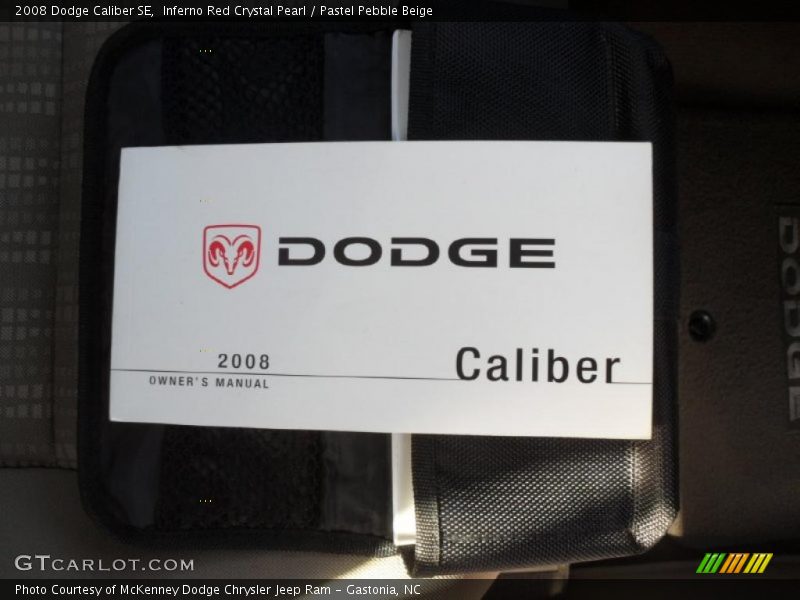 2008 Dodge Caliber SE, Inferno Red Crystal Pearl / Pastel Pebble Beige
DODGE
DODGE
2008
Caliber
OWNER'S MANUAL
GTCARLOT.COM
Photo Courtesy of McKenney Dodge Chrysler Jeep Ram - Gastonia, NC